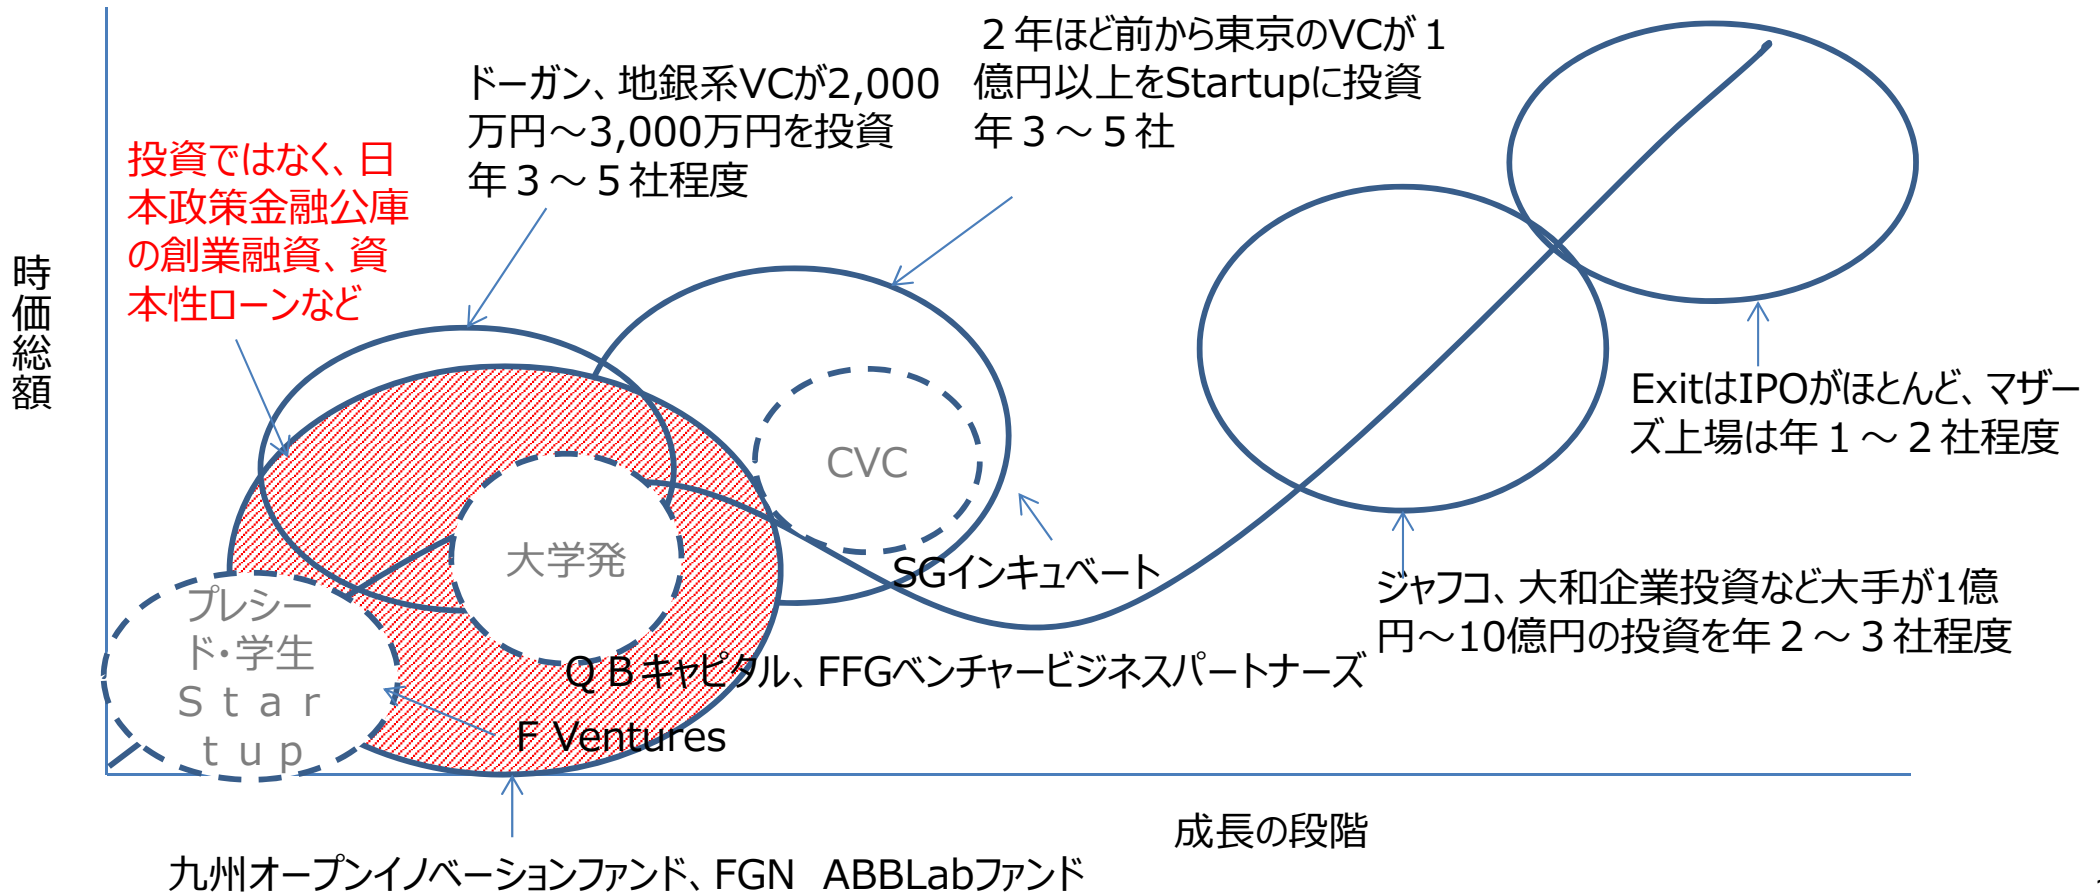 ２年ほど前から東京のVCが１
億円以上をStartupに投資
年３～５社
ドーガン、地銀系VCが2,000
万円～3,000万円を投資
年３～５社程度
投資ではなく、日
本政策金融公庫
の創業融資、資
本性ローンなど
時価総額
ExitはIPOがほとんど、マザー
ズ上場は年１～２社程度
CVC
大学発
SGインキュベート
ジャフコ、大和企業投資など大手が1億
円～10億円の投資を年２～３社程度
プレシー
ド・学生
Ｓｔａｒ
ｔｕｐ
ＱＢキャピタル、FFGベンチャービジネスパートナーズ
F Ventures
成長の段階
九州オープンイノベーションファンド、FGN　ABBLabファンド